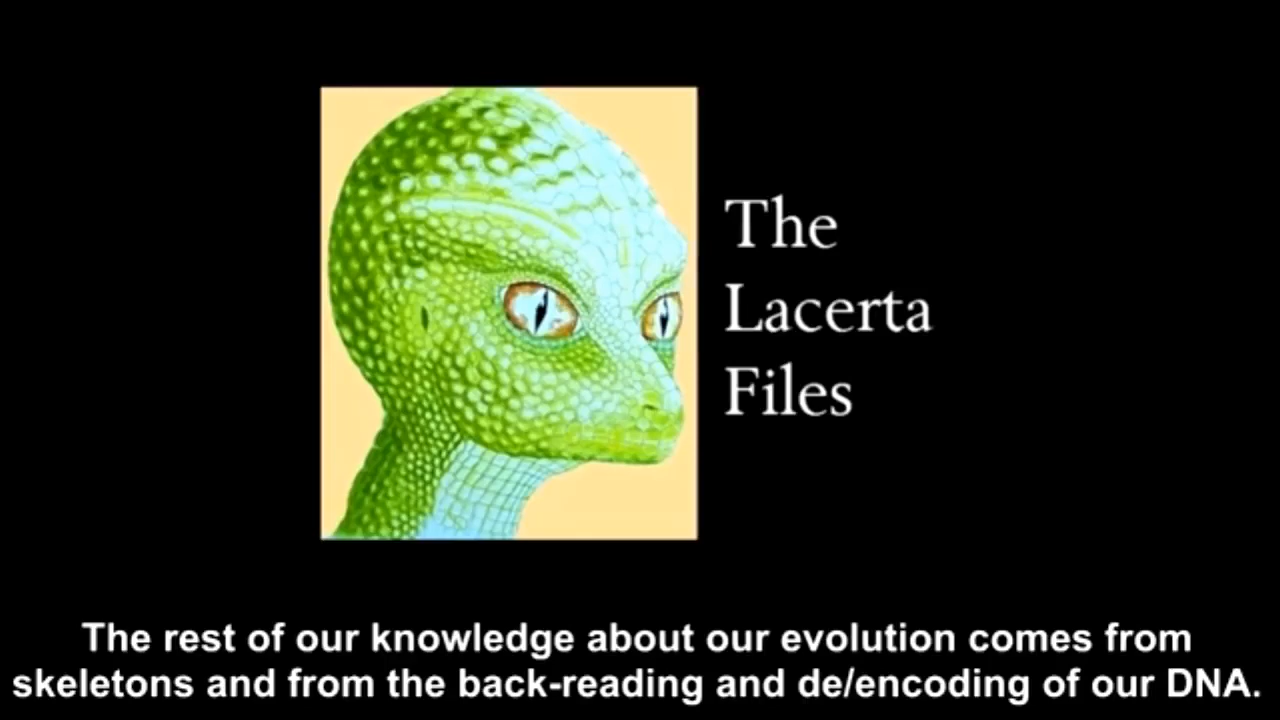 The
Lacerta
Files
The rest of our knowledge about our evolution comes from
skeletons and from the back-reading and de/encoding of our DNA.